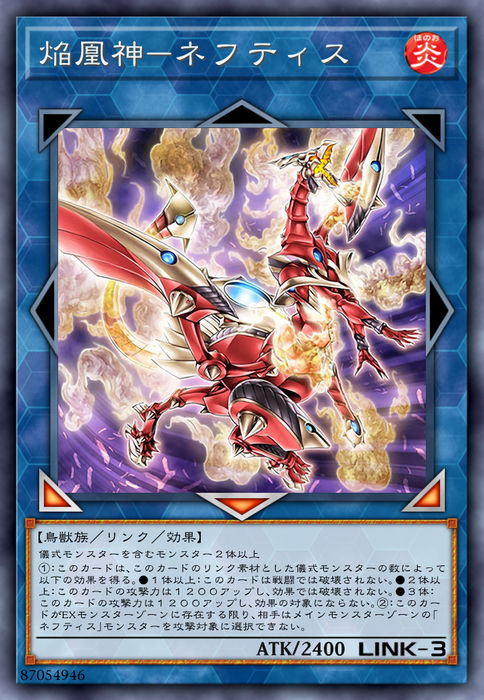 焔凰神－ネフティス
ほのお
炎
【鳥獣族／リンク／効果】
儀式モンスターを含むモンスター２体以上
①：このカードは、このカードのリンク素材とした儀式モンスターの数によって
以下の効果を得る。●１体以上：このカードは戦闘では破壊されない。●２体以
上：このカードの攻撃力は１２００アップし、効果では破壊されない。●３体：
このカードの攻撃力は１２００アップし、効果の対象にならない。②：このカー
ドがEXモンスターゾーンに存在する限り、相手はメインモンスターゾーンの「
ネフティス」モンスターを攻撃対象に選択できない。
ATK/2400 LINK-3
87054946